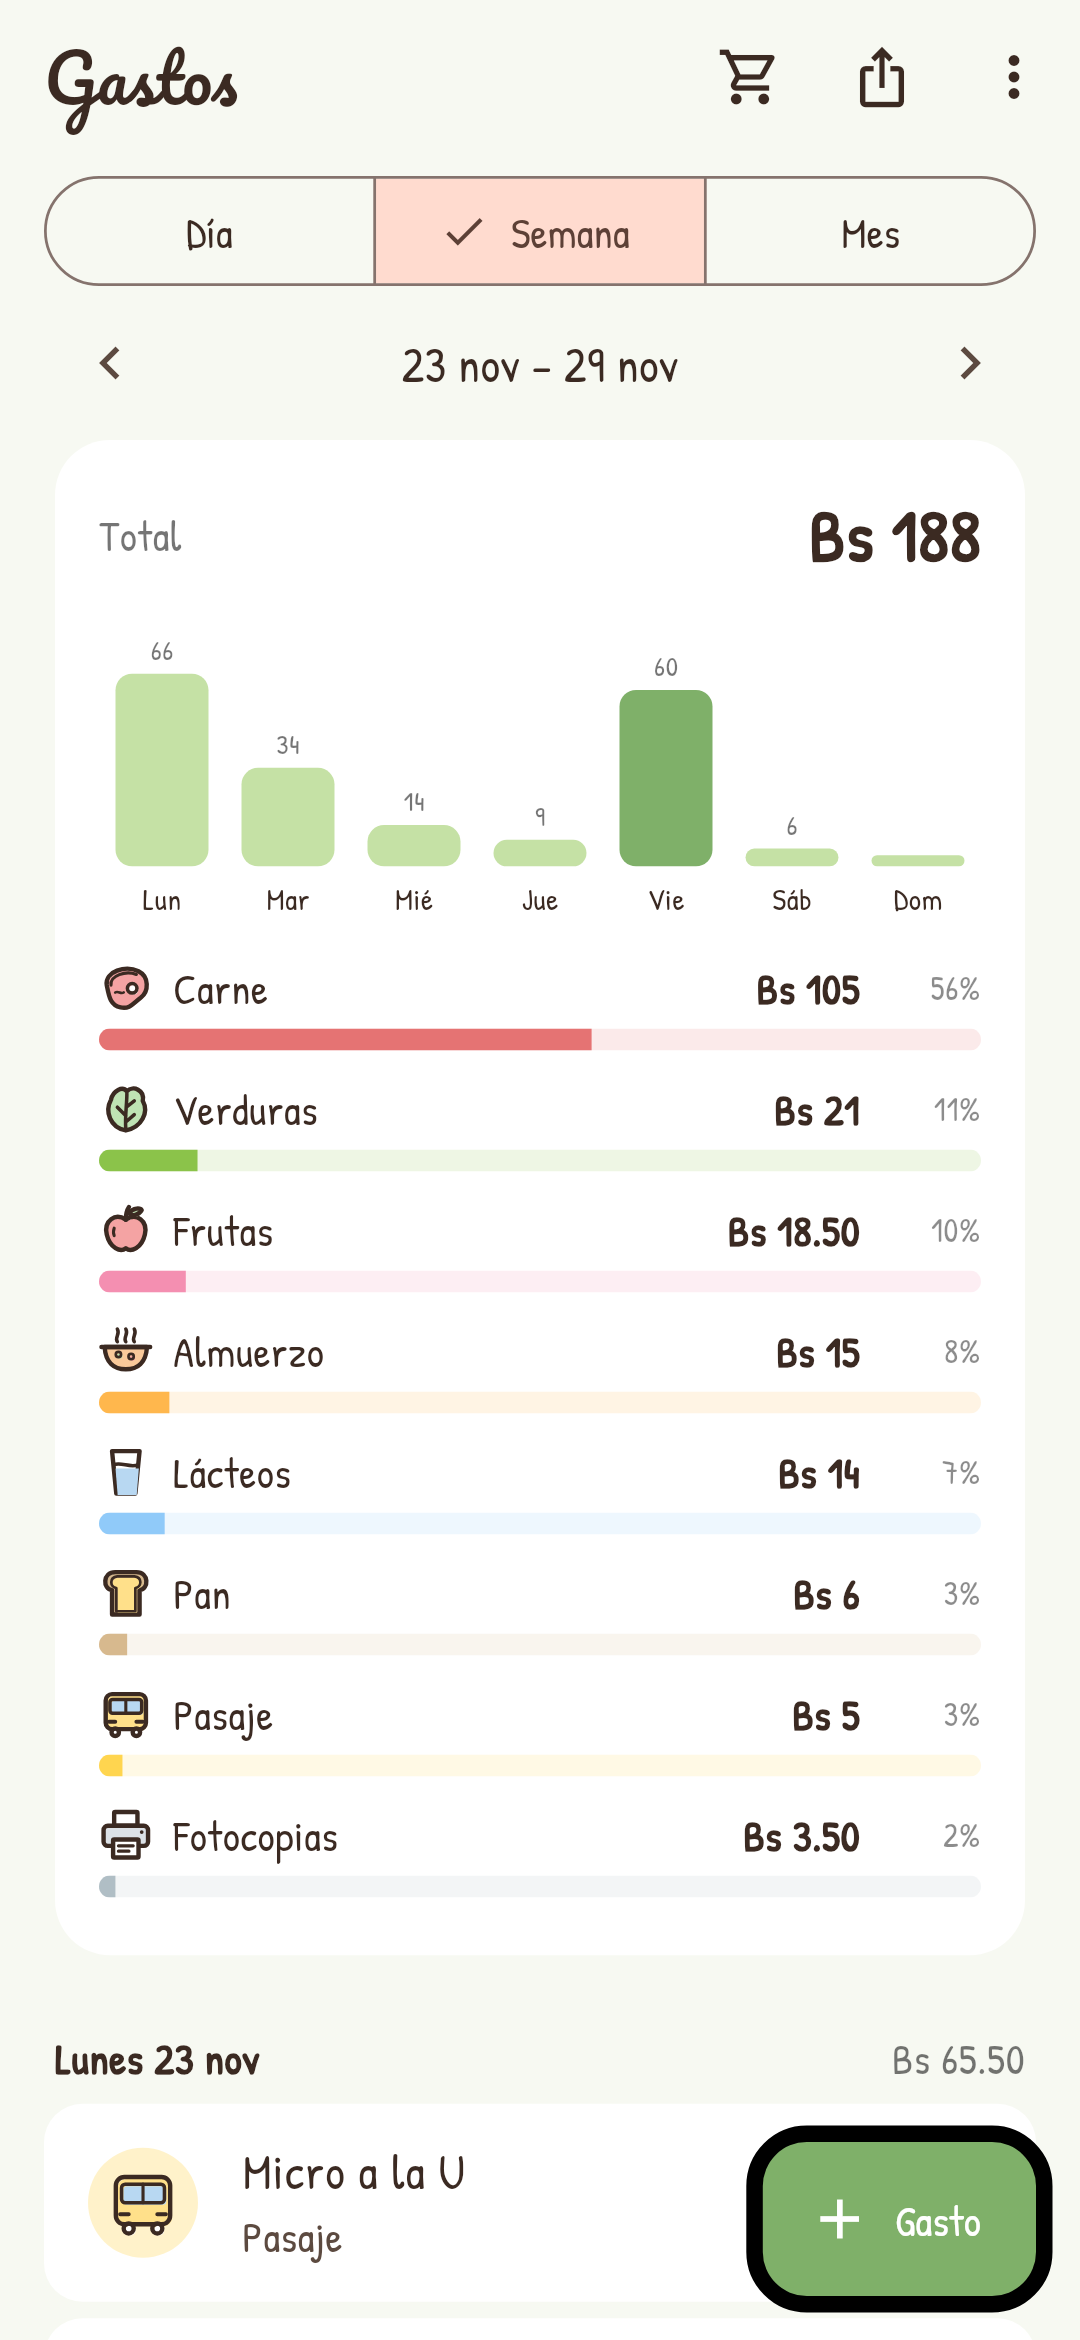 Gastos
Día
Semana
Mes
23 nov – 29 nov
Total
Bs 188
66
34
14
9
60
6
Lun
Mar
Mié
Jue
Vie
Sáb
Dom
Carne Bs 105 56%
Verduras Bs 21 11%
Frutas Bs 18.50 10%
Almuerzo Bs 15 8%
Lácteos Bs 14 7%
Pan Bs 6 3%
Pasaje Bs 5 3%
Fotocopias Bs 3.50 2%
Lunes 23 nov Bs 65.50
Micro a la U
Pasaje
+ Gasto